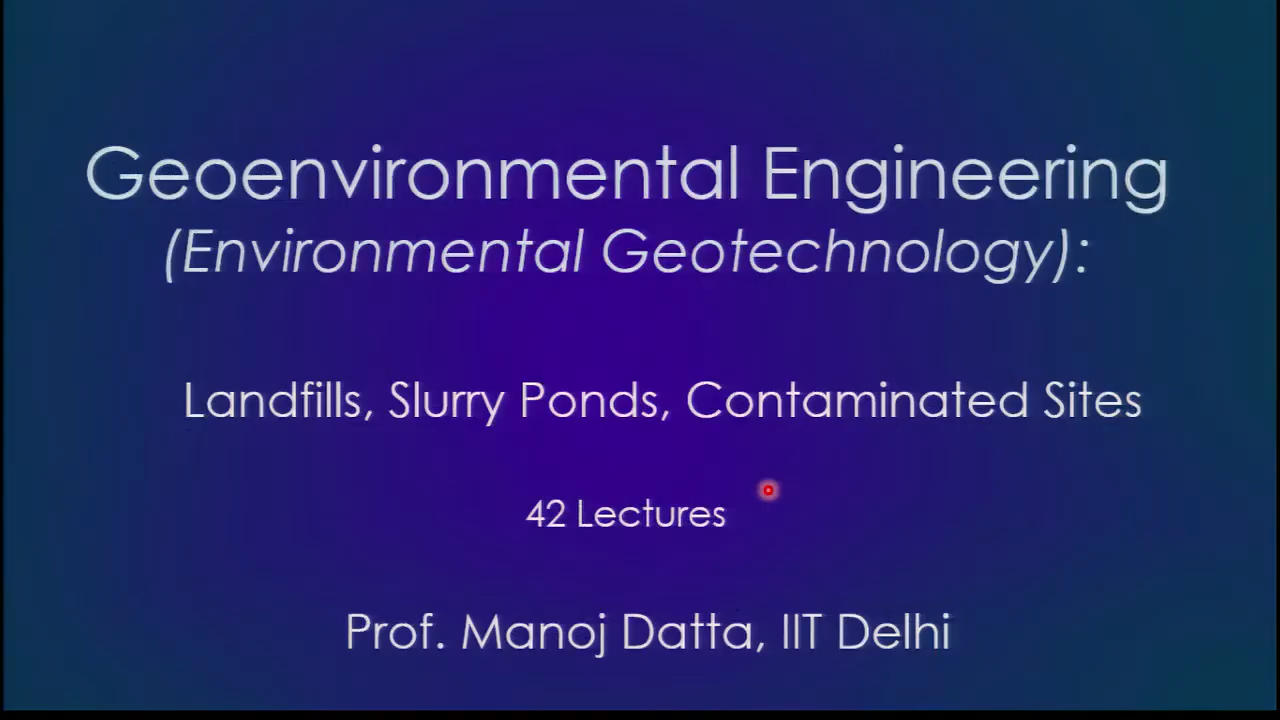 Geoenvironmental Engineering
(Environmental Geotechnology):
Landfills, Slurry Ponds, Contaminated Sites
42 Lectures
Prof. Manoj Datta, IIT Delhi